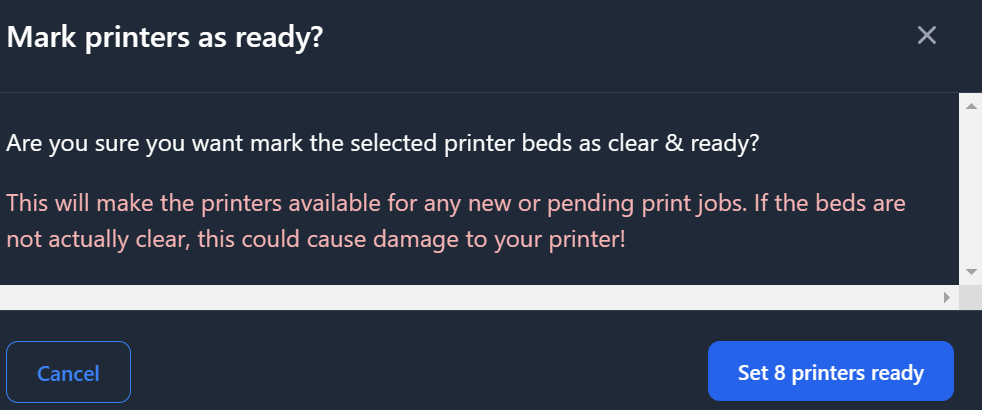 Mark printers as ready?
Are you sure you want mark the selected printer beds as clear & ready?
This will make the printers available for any new or pending print jobs. If the beds are
not actually clear, this could cause damage to your printer!
Cancel
Set 8 printers ready